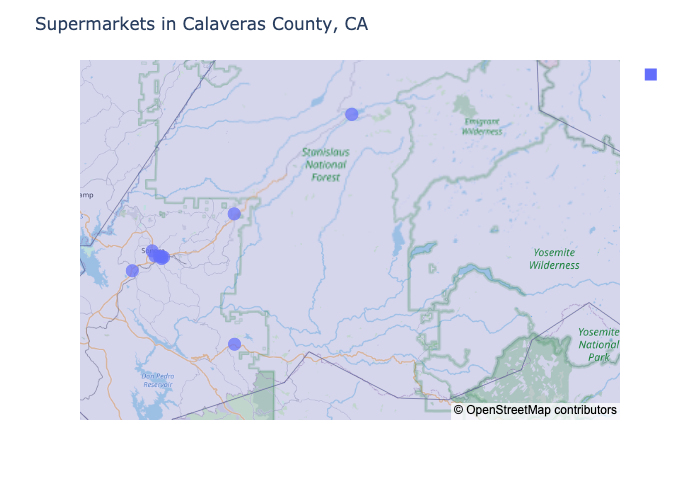 Supermarkets in Calaveras County, CA
Emigrant
Wilderness
Stanislaus
National
Forest
amp
Yosemite
Wilderness
Yosemite
National
Park
Don Pedro
Reservoir
© OpenStreetMap contributors